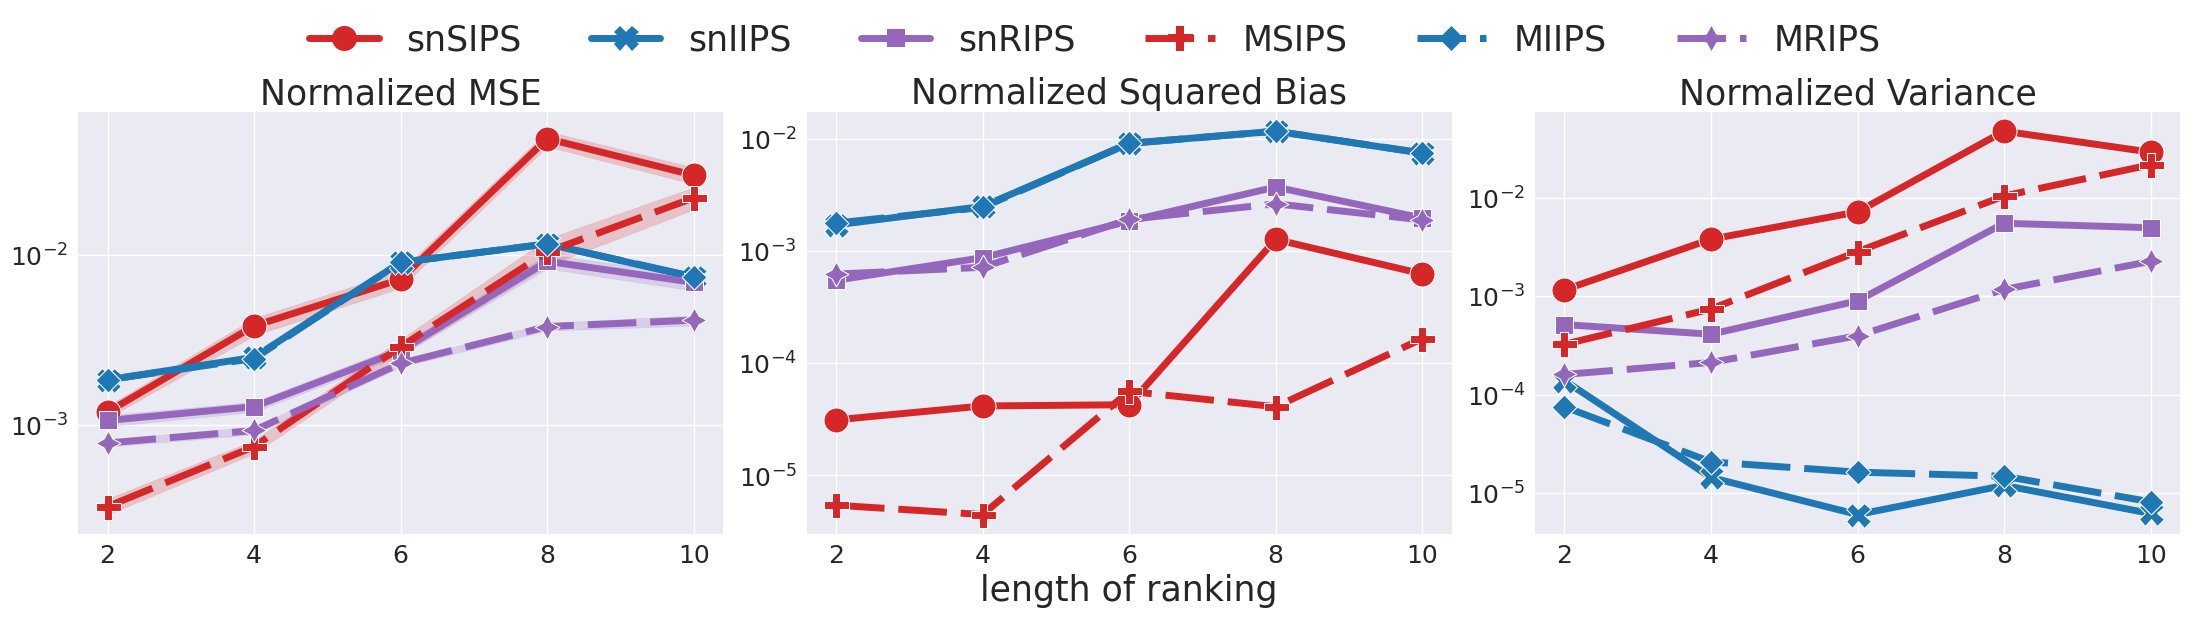 snSIPS snIIPS snRIPS MSIPS MIIPS MRIPS
Normalized MSE Normalized Squared Bias Normalized Variance
10⁻²
10⁻³
2 4 6 8 10
10⁻²
10⁻³
10⁻⁴
10⁻⁵
2 4 6 8 10
10⁻²
10⁻³
10⁻⁴
10⁻⁵
2 4 6 8 10
length of ranking